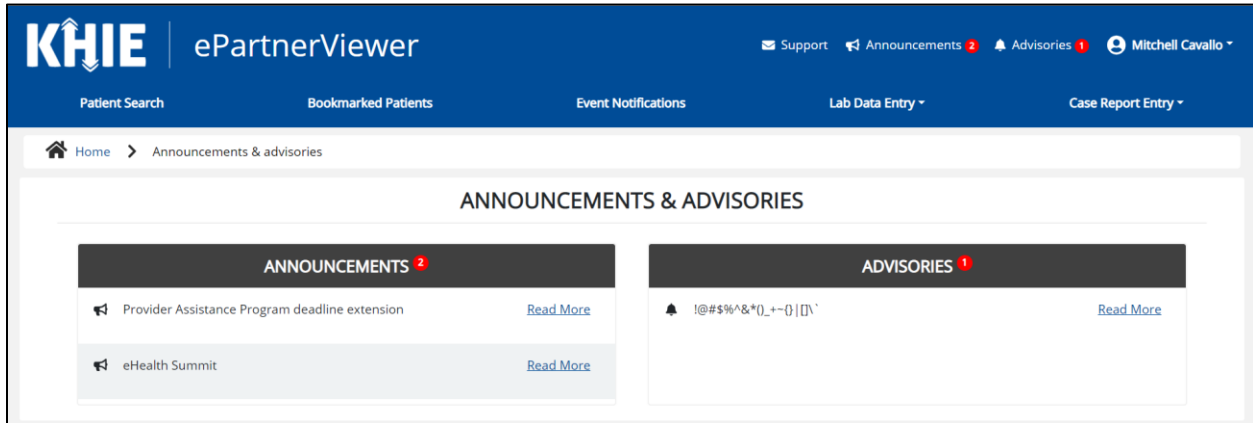 KHIE ePartnerViewer
Support Announcements 2 Advisories 1 Mitchell Cavallo
Patient Search Bookmarked Patients Event Notifications Lab Data Entry Case Report Entry
Home > Announcements & advisories
ANNOUNCEMENTS & ADVISORIES
ANNOUNCEMENTS 2
Provider Assistance Program deadline extension Read More
eHealth Summit Read More
ADVISORIES 1
!@#$%^&*()_+~{}|[]\` Read More